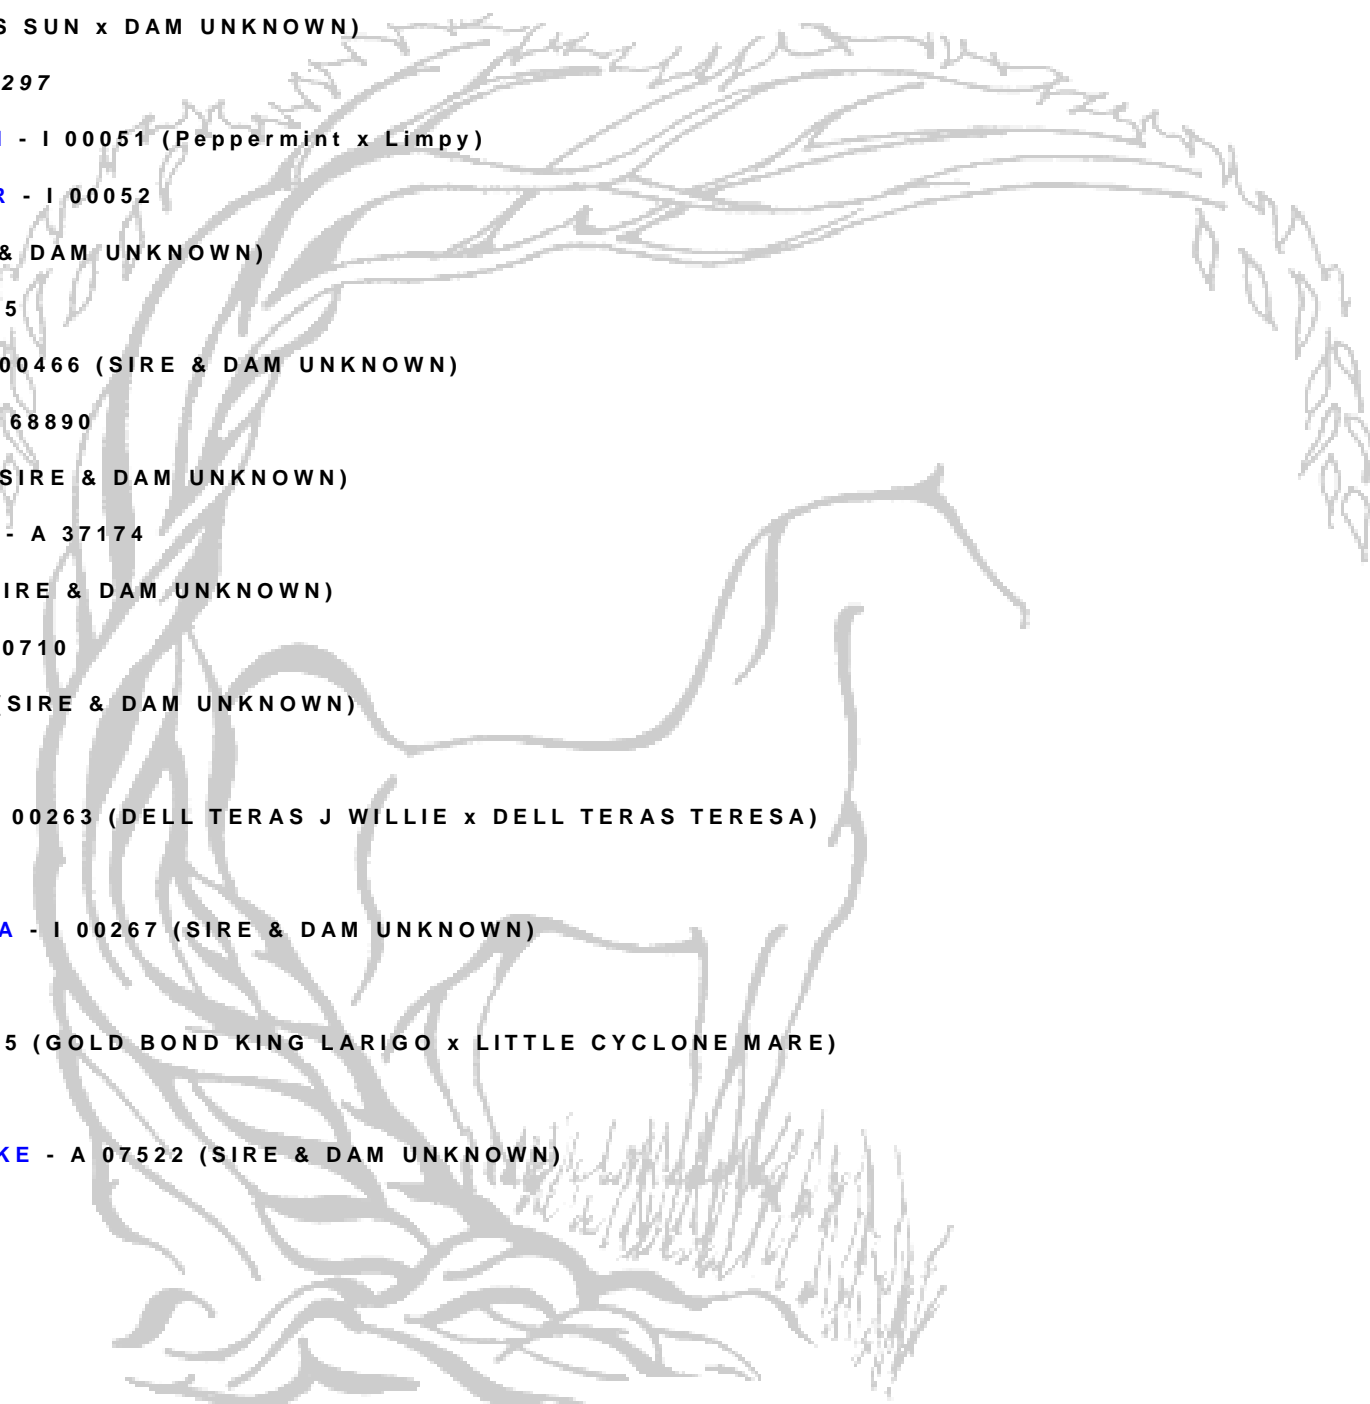 S SUN x DAM UNKNOWN)
297
- I 00051 (Peppermint x Limpy)
R - I 00052
& DAM UNKNOWN)
5
00466 (SIRE & DAM UNKNOWN)
68890
SIRE & DAM UNKNOWN)
- A 37174
IRE & DAM UNKNOWN)
0710
(SIRE & DAM UNKNOWN)
00263 (DELL TERAS J WILLIE x DELL TERAS TERESA)
A - I 00267 (SIRE & DAM UNKNOWN)
5 (GOLD BOND KING LARIGO x LITTLE CYCLONE MARE)
KE - A 07522 (SIRE & DAM UNKNOWN)